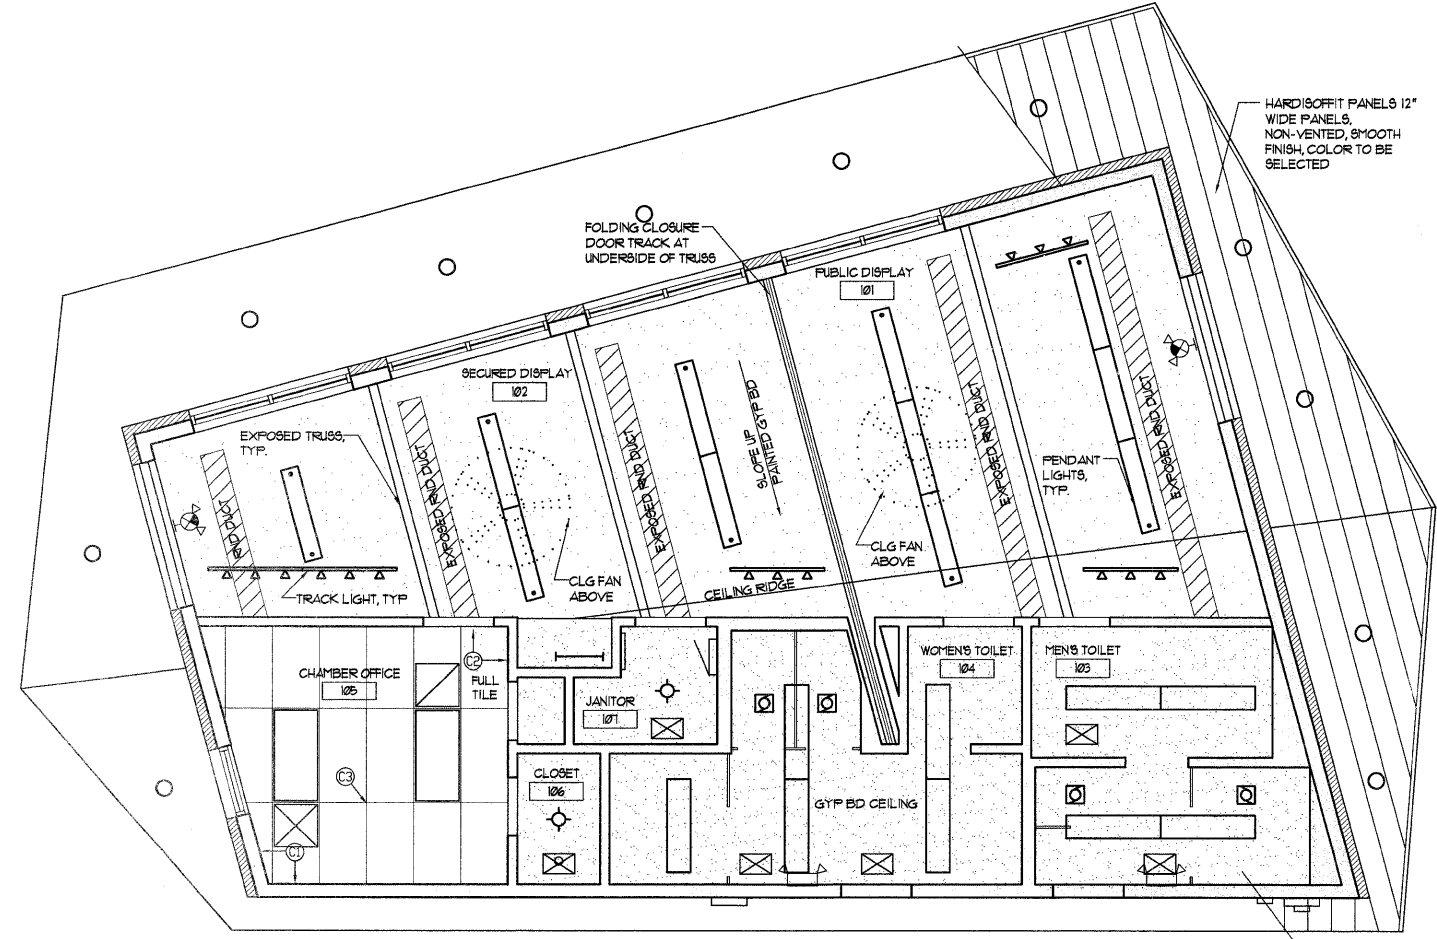 HARDISOFFIT PANELS 12"
WIDE PANELS,
NON-VENTED, SMOOTH
FINISH, COLOR TO BE
SELECTED
FOLDING CLOSURE
DOOR TRACK AT
UNDERSIDE OF TRUSS
PUBLIC DISPLAY
101
SECURED DISPLAY
102
EXPOSED TRUSS,
TYP.
RND DUCT
EXPOSED RND DUCT
EXPOSED RND DUCT
SLOPE UP
PAINTED GYP BD
EXPOSED RND DUCT
EXPOSED RND DUCT
PENDANT
LIGHTS,
TYP.
CLG FAN
ABOVE
CLG FAN
ABOVE
TRACK LIGHT, TYP
CEILING RIDGE
CHAMBER OFFICE
105
C2
FULL
TILE
JANITOR
107
WOMEN'S TOILET
104
MEN'S TOILET
103
C3
CLOSET
106
GYP BD CEILING
C1